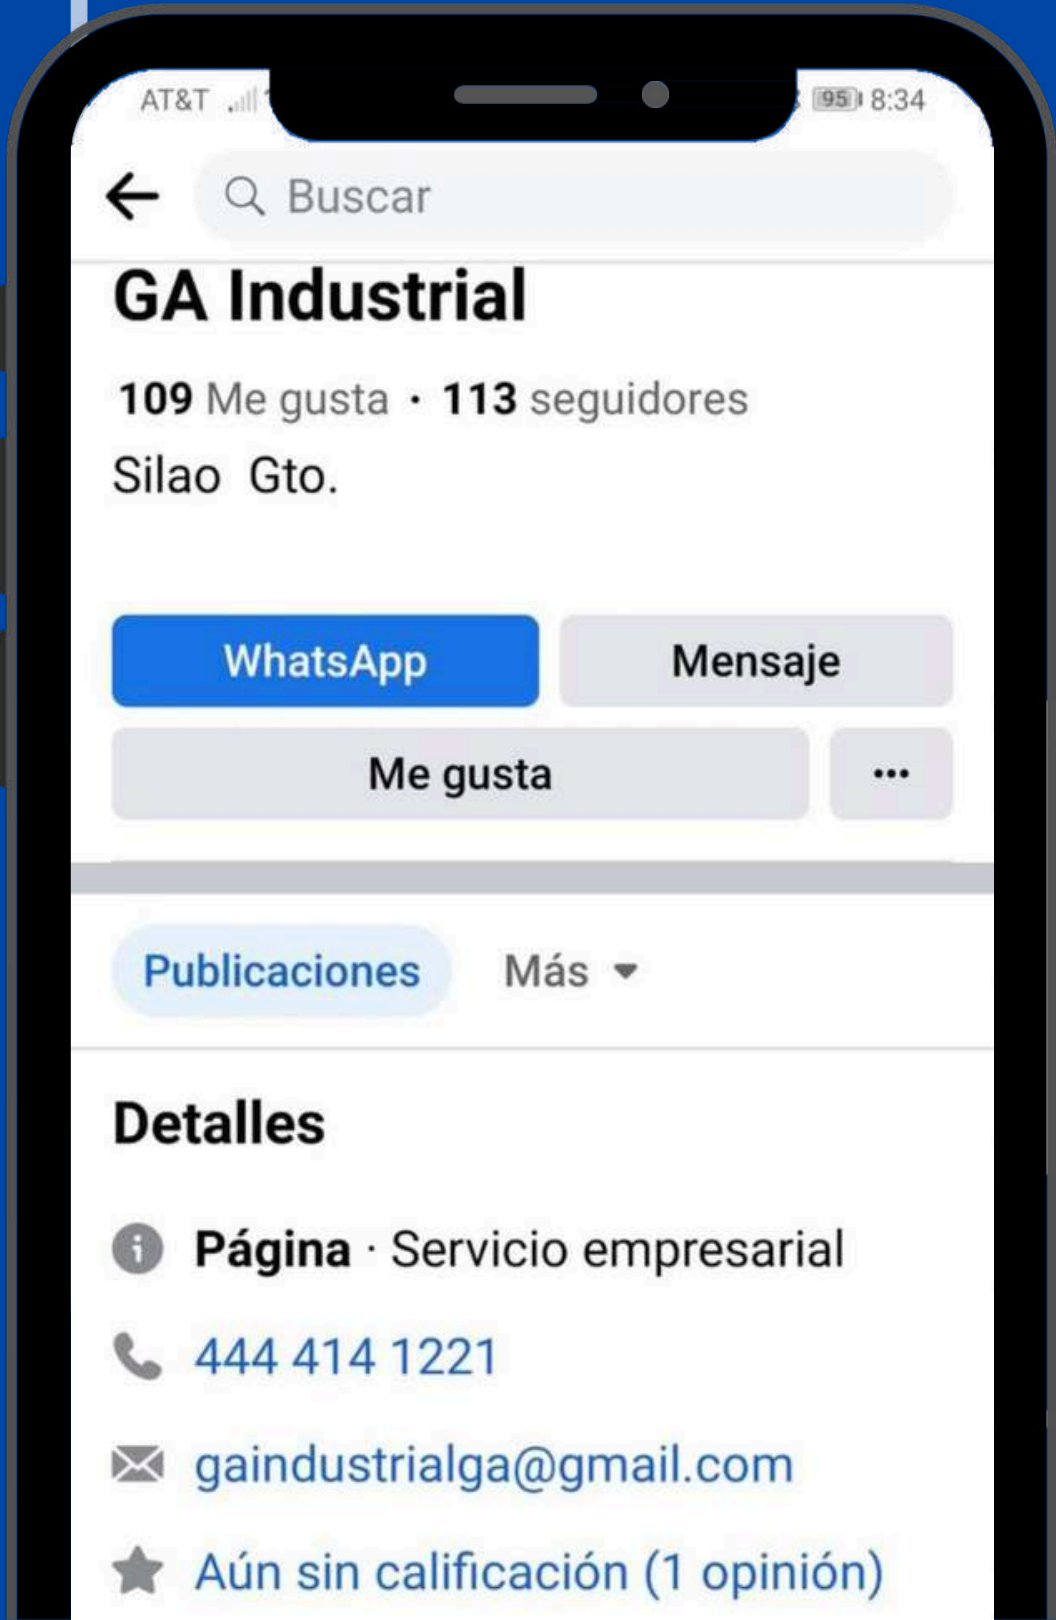 AT&T 95 8:34
Buscar
GA Industrial
109 Me gusta · 113 seguidores
Silao Gto.
WhatsApp Mensaje
Me gusta ...
Publicaciones Más
Detalles
Página · Servicio empresarial
444 414 1221
gaindustrialga@gmail.com
Aún sin calificación (1 opinión)